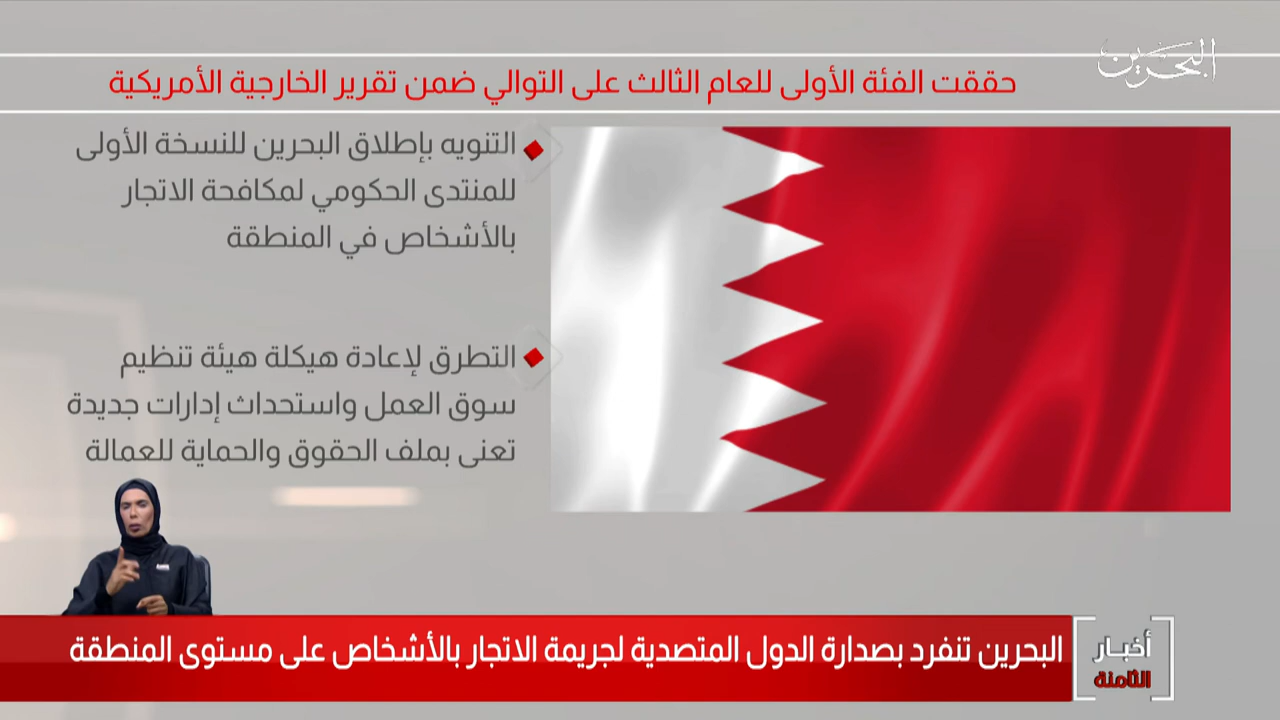 البحرين
حققت الفئة الأولى للعام الثالث على التوالي ضمن تقرير الخارجية الأمريكية
التنويه بإطلاق البحرين للنسخة الأولى
للمنتدى الحكومي لمكافحة الاتجار
بالأشخاص في المنطقة
التطرق لإعادة هيكلة هيئة تنظيم
سوق العمل واستحداث إدارات جديدة
تعنى بملف الحقوق والحماية للعمالة
أخبار
الثامنة
البحرين تنفرد بصدارة الدول المتصدية لجريمة الاتجار بالأشخاص على مستوى المنطقة